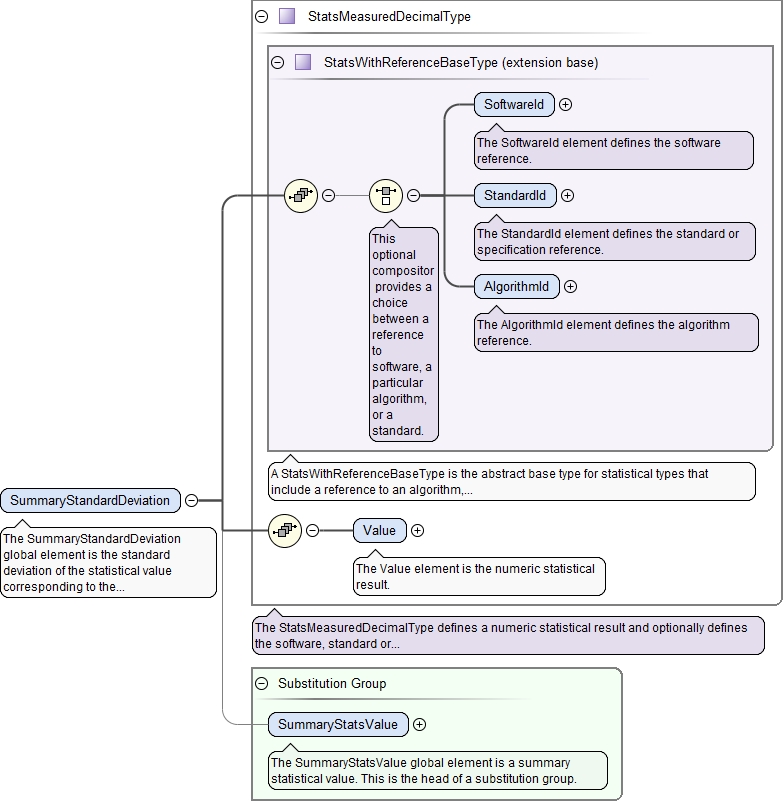 StatsMeasuredDecimalType
StatsWithReferenceBaseType (extension base)
SoftwareId
The SoftwareId element defines the software
reference.
StandardId
The StandardId element defines the standard or
specification reference.
This
optional
compositor
provides a
choice
between a
reference
to
software, a
particular
algorithm,
or a
standard.
AlgorithmId
The AlgorithmId element defines the algorithm
reference.
A StatsWithReferenceBaseType is the abstract base type for statistical types that
include a reference to an algorithm,...
SummaryStandardDeviation
The SummaryStandardDeviation
global element is the standard
deviation of the statistical value
corresponding to the...
Value
The Value element is the numeric statistical
result.
The StatsMeasuredDecimalType defines a numeric statistical result and optionally defines
the software, standard or...
Substitution Group
SummaryStatsValue
The SummaryStatsValue global element is a summary
statistical value. This is the head of a substitution group.